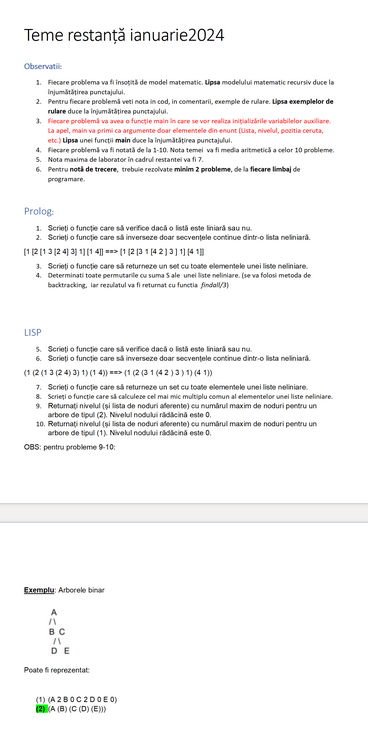 Teme restanță ianuarie2024
Observatii:
1. Fiecare problema va fi însoțită de model matematic. Lipsa modelului matematic recursiv duce la
înjumătățirea punctajului.
2. Pentru fiecare problemă veti nota in cod, in comentarii, exemple de rulare. Lipsa exemplelor de
rulare duce la înjumătățirea punctajului.
3. Fiecare problemă va avea o funcție main în care se vor realiza inițializările variabilelor auxiliare.
La apel, main va primi ca argumente doar elementele din enunt (Lista, nivelul, pozitia ceruta,
etc.) Lipsa unei funcții main duce la înjumătățirea punctajului.
4. Fiecare problemă va fi notată de la 1-10. Nota temei va fi media aritmetică a celor 10 probleme.
5. Nota maxima de laborator în cadrul restantei va fi 7.
6. Pentru notă de trecere, trebuie rezolvate minim 2 probleme, de la fiecare limbaj de
programare.
Prolog:
1. Scrieți o funcție care să verifice dacă o listă este liniară sau nu.
2. Scrieți o funcție care să inverseze doar secvențele continue dintr-o lista neliniară.
[1 [2 [1 3 [2 4] 3] 1] [1 4]] ==> [1 [2 [3 1 [4 2 ] 3 ] 1] [4 1]]
3. Scrieți o funcție care să returneze un set cu toate elementele unei liste neliniare.
4. Determinati toate permutarile cu suma S ale unei liste neliniare. (se va folosi metoda de
backtracking, iar rezulatul va fi returnat cu functia findall/3)
LISP
5. Scrieți o funcție care să verifice dacă o listă este liniară sau nu.
6. Scrieți o funcție care să inverseze doar secvențele continue dintr-o lista neliniară.
(1 (2 (1 3 (2 4) 3) 1) (1 4)) ==> (1 (2 (3 1 (4 2 ) 3 ) 1) (4 1))
7. Scrieți o funcție care să returneze un set cu toate elementele unei liste neliniare.
8. Scrieți o funcție care să calculeze cel mai mic multiplu comun al elementelor unei liste neliniare.
9. Returnați nivelul (și lista de noduri aferente) cu numărul maxim de noduri pentru un
arbore de tipul (2). Nivelul nodului rădăcină este 0.
10. Returnați nivelul (și lista de noduri aferente) cu numărul maxim de noduri pentru un
arbore de tipul (1). Nivelul nodului rădăcină este 0.
OBS: pentru probleme 9-10:
Exemplu: Arborele binar
A
/ \
B C
/ \
D E
Poate fi reprezentat:
(1) (A 2 B 0 C 2 D 0 E 0)
(2) (A (B) (C (D) (E)))